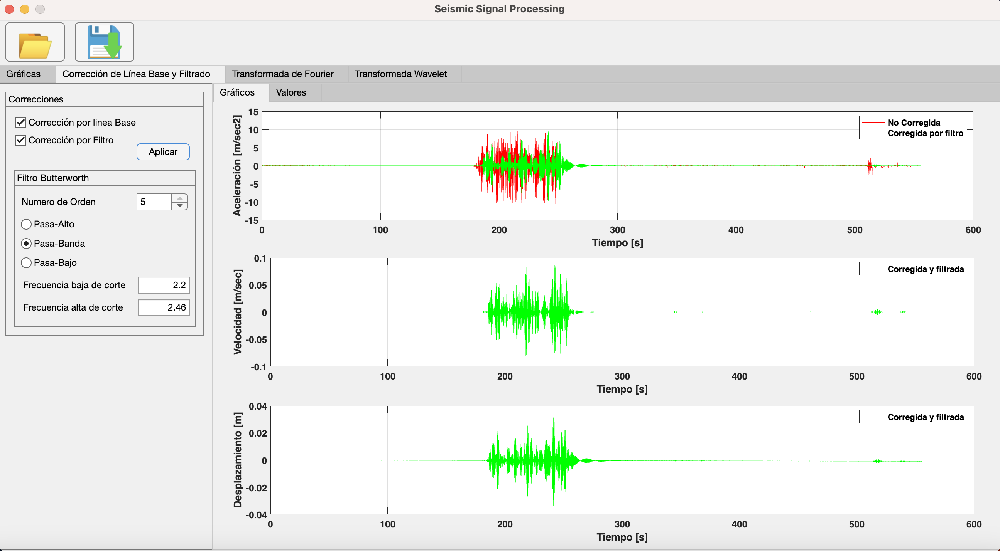 Seismic Signal Processing
Gráficas
Corrección de Línea Base y Filtrado
Transformada de Fourier
Transformada Wavelet
Correcciones
Corrección por linea Base
Corrección por Filtro
Aplicar
Filtro Butterworth
Numero de Orden
5
Pasa-Alto
Pasa-Banda
Pasa-Bajo
Frecuencia baja de corte
2.2
Frecuencia alta de corte
2.46
Gráficos
Valores
Aceleración [m/sec2]
15
10
5
0
-5
-10
-15
0 100 200 300 400 500 600
Tiempo [s]
No Corregida
Corregida por filtro
Velocidad [m/sec]
0.1
0.05
0
-0.05
-0.1
0 100 200 300 400 500 600
Tiempo [s]
Corregida y filtrada
Desplazamiento [m]
0.04
0.02
0
-0.02
-0.04
0 100 200 300 400 500 600
Tiempo [s]
Corregida y filtrada